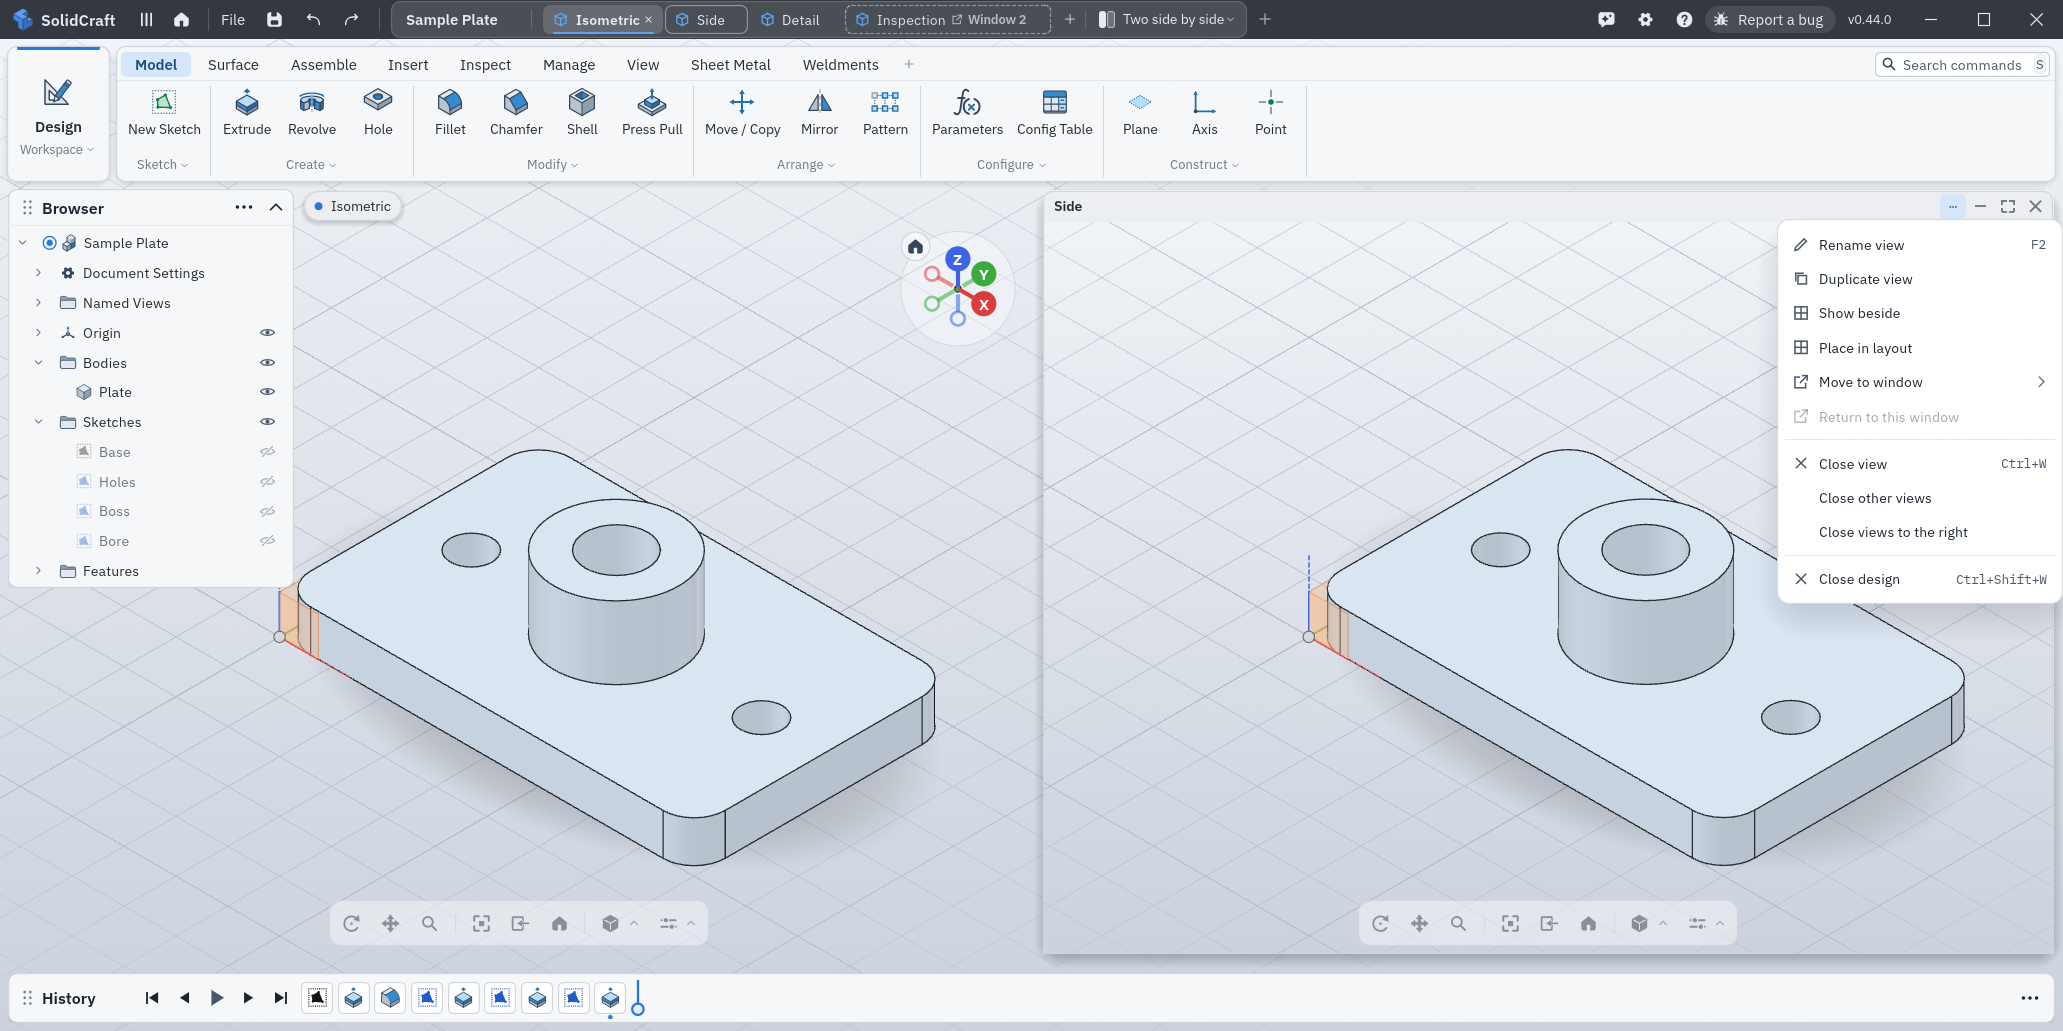 SolidCraft File Sample Plate Isometric × Side Detail Inspection Window 2 + Two side by side + Report a bug v0.44.0
Model Surface Assemble Insert Inspect Manage View Sheet Metal Weldments + Search commands S
Design
Workspace
New Sketch Extrude Revolve Hole Fillet Chamfer Shell Press Pull Move / Copy Mirror Pattern Parameters Config Table Plane Axis Point
Sketch Create Modify Arrange Configure Construct
Browser
Sample Plate
Document Settings
Named Views
Origin
Bodies
Plate
Sketches
Base
Holes
Boss
Bore
Features
Isometric
Z
Y
X
Side
Rename view F2
Duplicate view
Show beside
Place in layout
Move to window
Return to this window
Close view Ctrl+W
Close other views
Close views to the right
Close design Ctrl+Shift+W
History